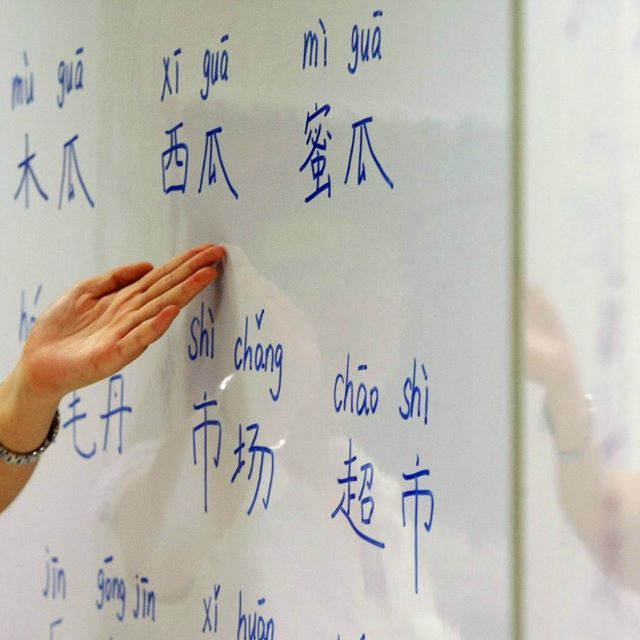 mù guā xī guā mì guā
木瓜 西瓜 蜜瓜
shì chǎng chāo shì
毛丹 市场 超市
jīn gōng jīn xǐ huān